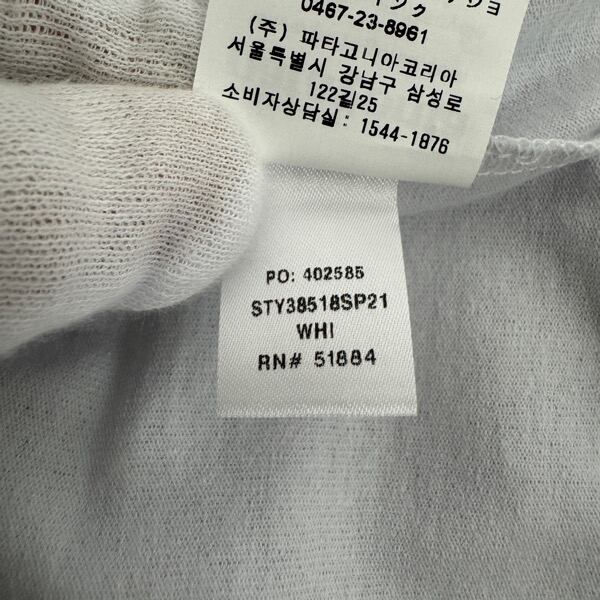 ック
0467-23-8961
(주) 파타고니아코리아
서울특별시 강남구 삼성로
122길25
소비자상담실: 1544-1876
PO: 402585
STY38518SP21
WHI
RN# 51884